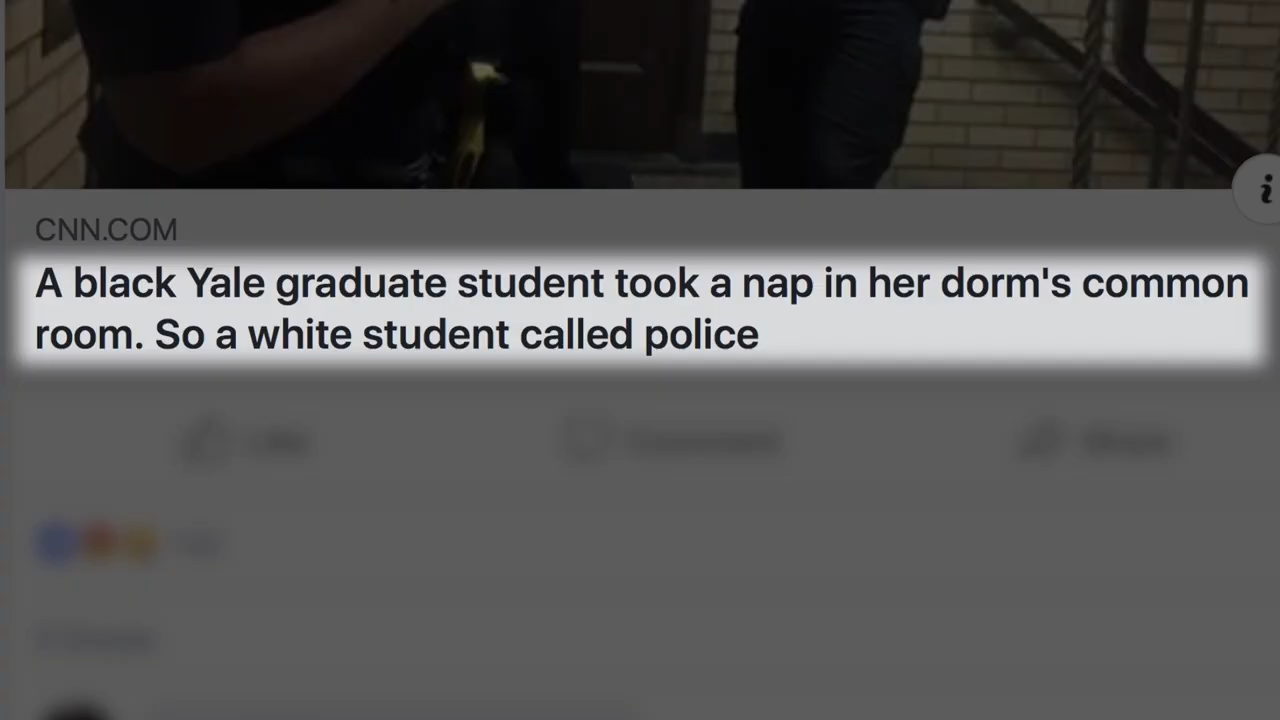 CNN.COM
A black Yale graduate student took a nap in her dorm's common
room. So a white student called police